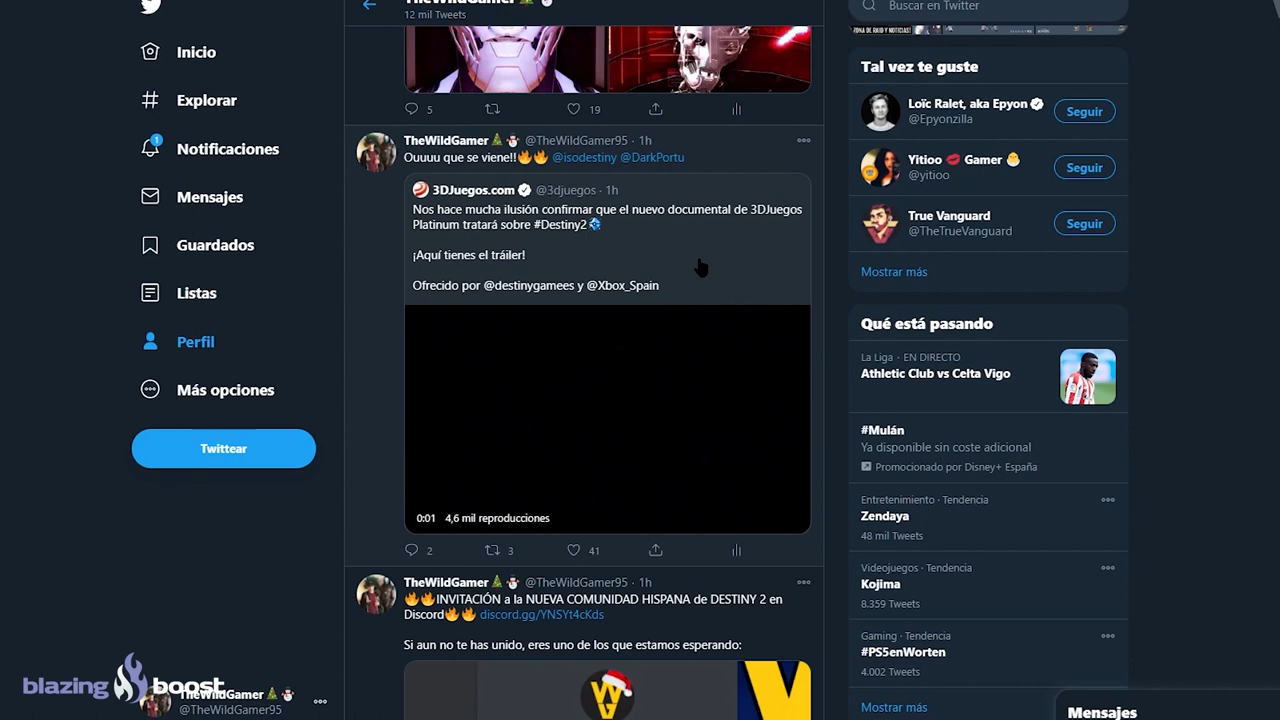 Inicio
Explorar
1
Notificaciones
Mensajes
Guardados
Listas
Perfil
Más opciones
Twittear
blazing boost
TheWildGamer
@TheWildGamer95
TheWildGamer
12 mil Tweets
5
19
TheWildGamer @TheWildGamer95 · 1h
Ouuuu que se viene!! @isodestiny @DarkPortu
3DJuegos.com @3djuegos · 1h
Nos hace mucha ilusión confirmar que el nuevo documental de 3DJuegos
Platinum tratará sobre #Destiny2
¡Aquí tienes el tráiler!
Ofrecido por @destinygamees y @Xbox_Spain
0:01 4,6 mil reproducciones
2
3
41
TheWildGamer @TheWildGamer95 · 1h
INVITACIÓN a la NUEVA COMUNIDAD HISPANA de DESTINY 2 en
Discord discord.gg/YNSYt4cKds
Si aun no te has unido, eres uno de los que estamos esperando:
WG
Buscar en Twitter
ZONA DE RAID Y NOTICIAS!
Tal vez te guste
Loïc Ralet, aka Epyon
@Epyonzilla
Seguir
Yitioo Gamer
@yitioo
Seguir
True Vanguard
@TheTrueVanguard
Seguir
Mostrar más
Qué está pasando
La Liga · EN DIRECTO
Athletic Club vs Celta Vigo
#Mulán
Ya disponible sin coste adicional
Promocionado por Disney+ España
Entretenimiento · Tendencia
Zendaya
48 mil Tweets
Videojuegos · Tendencia
Kojima
8.359 Tweets
Gaming · Tendencia
#PS5enWorten
4.002 Tweets
Mostrar más
Mensajes